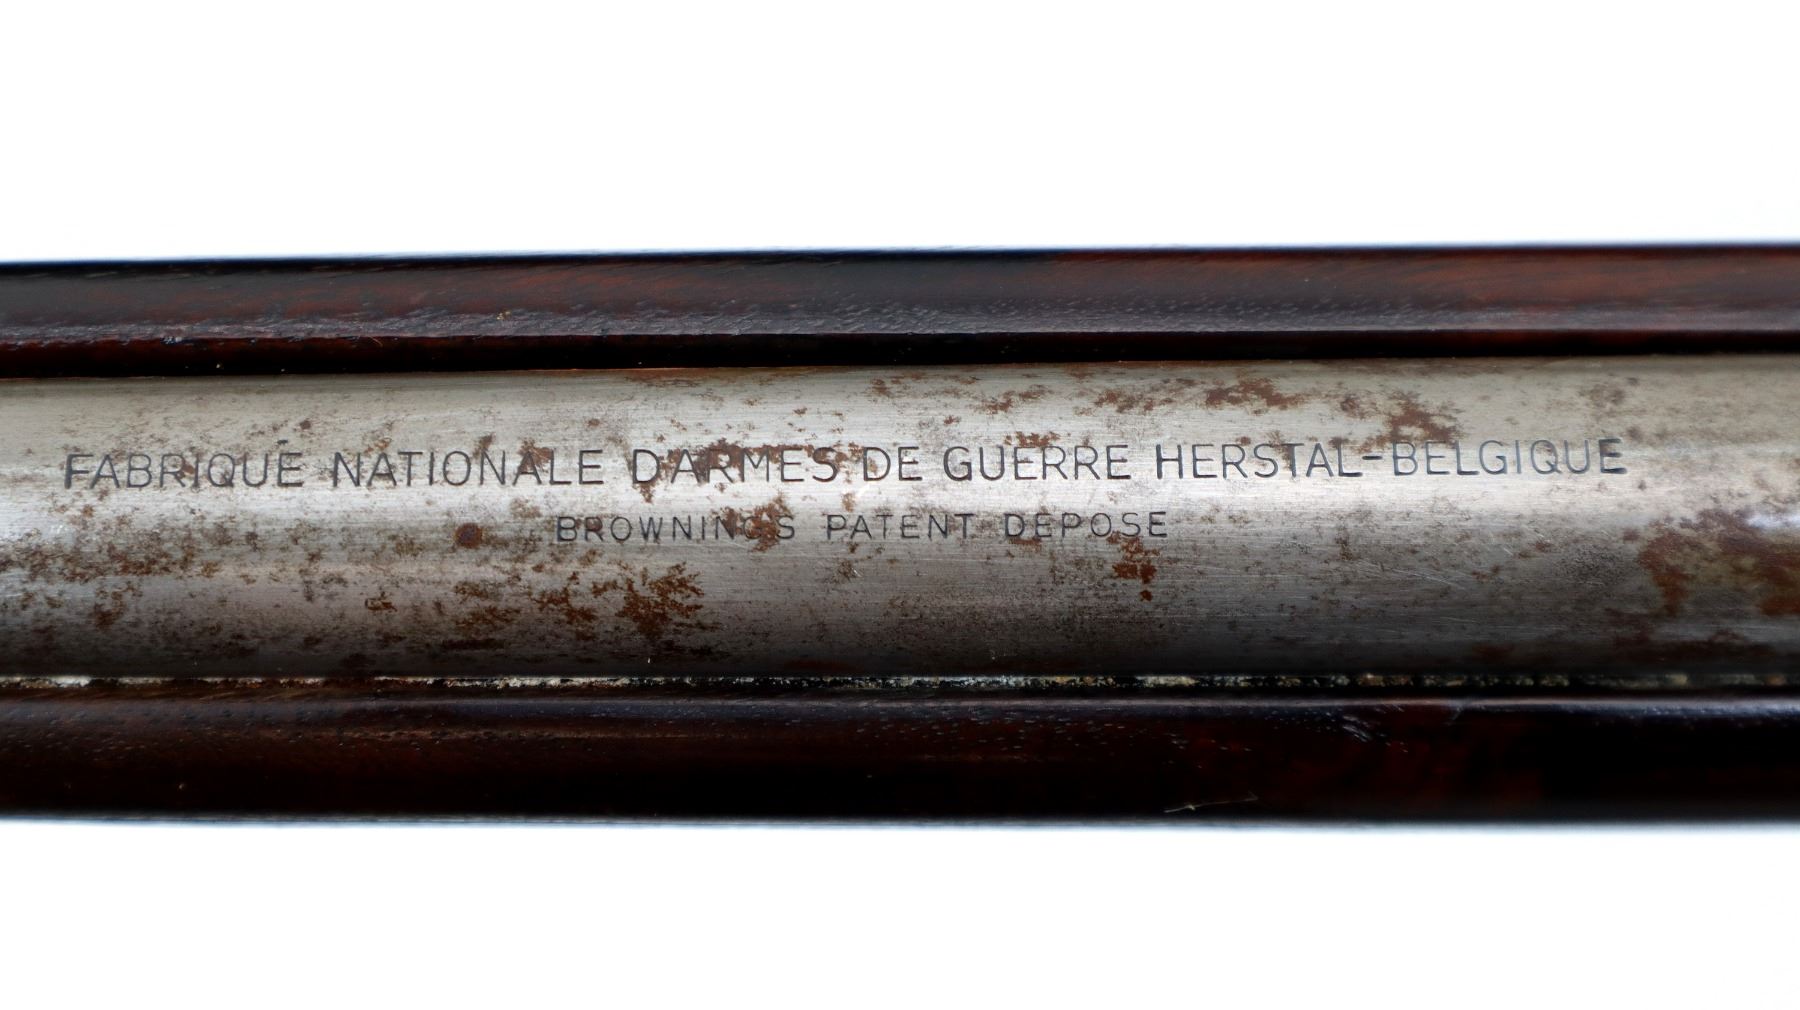 FABRIQUE NATIONALE D'ARMES DE GUERRE HERSTAL-BELGIQUE
BROWNING'S PATENT DEPOSE